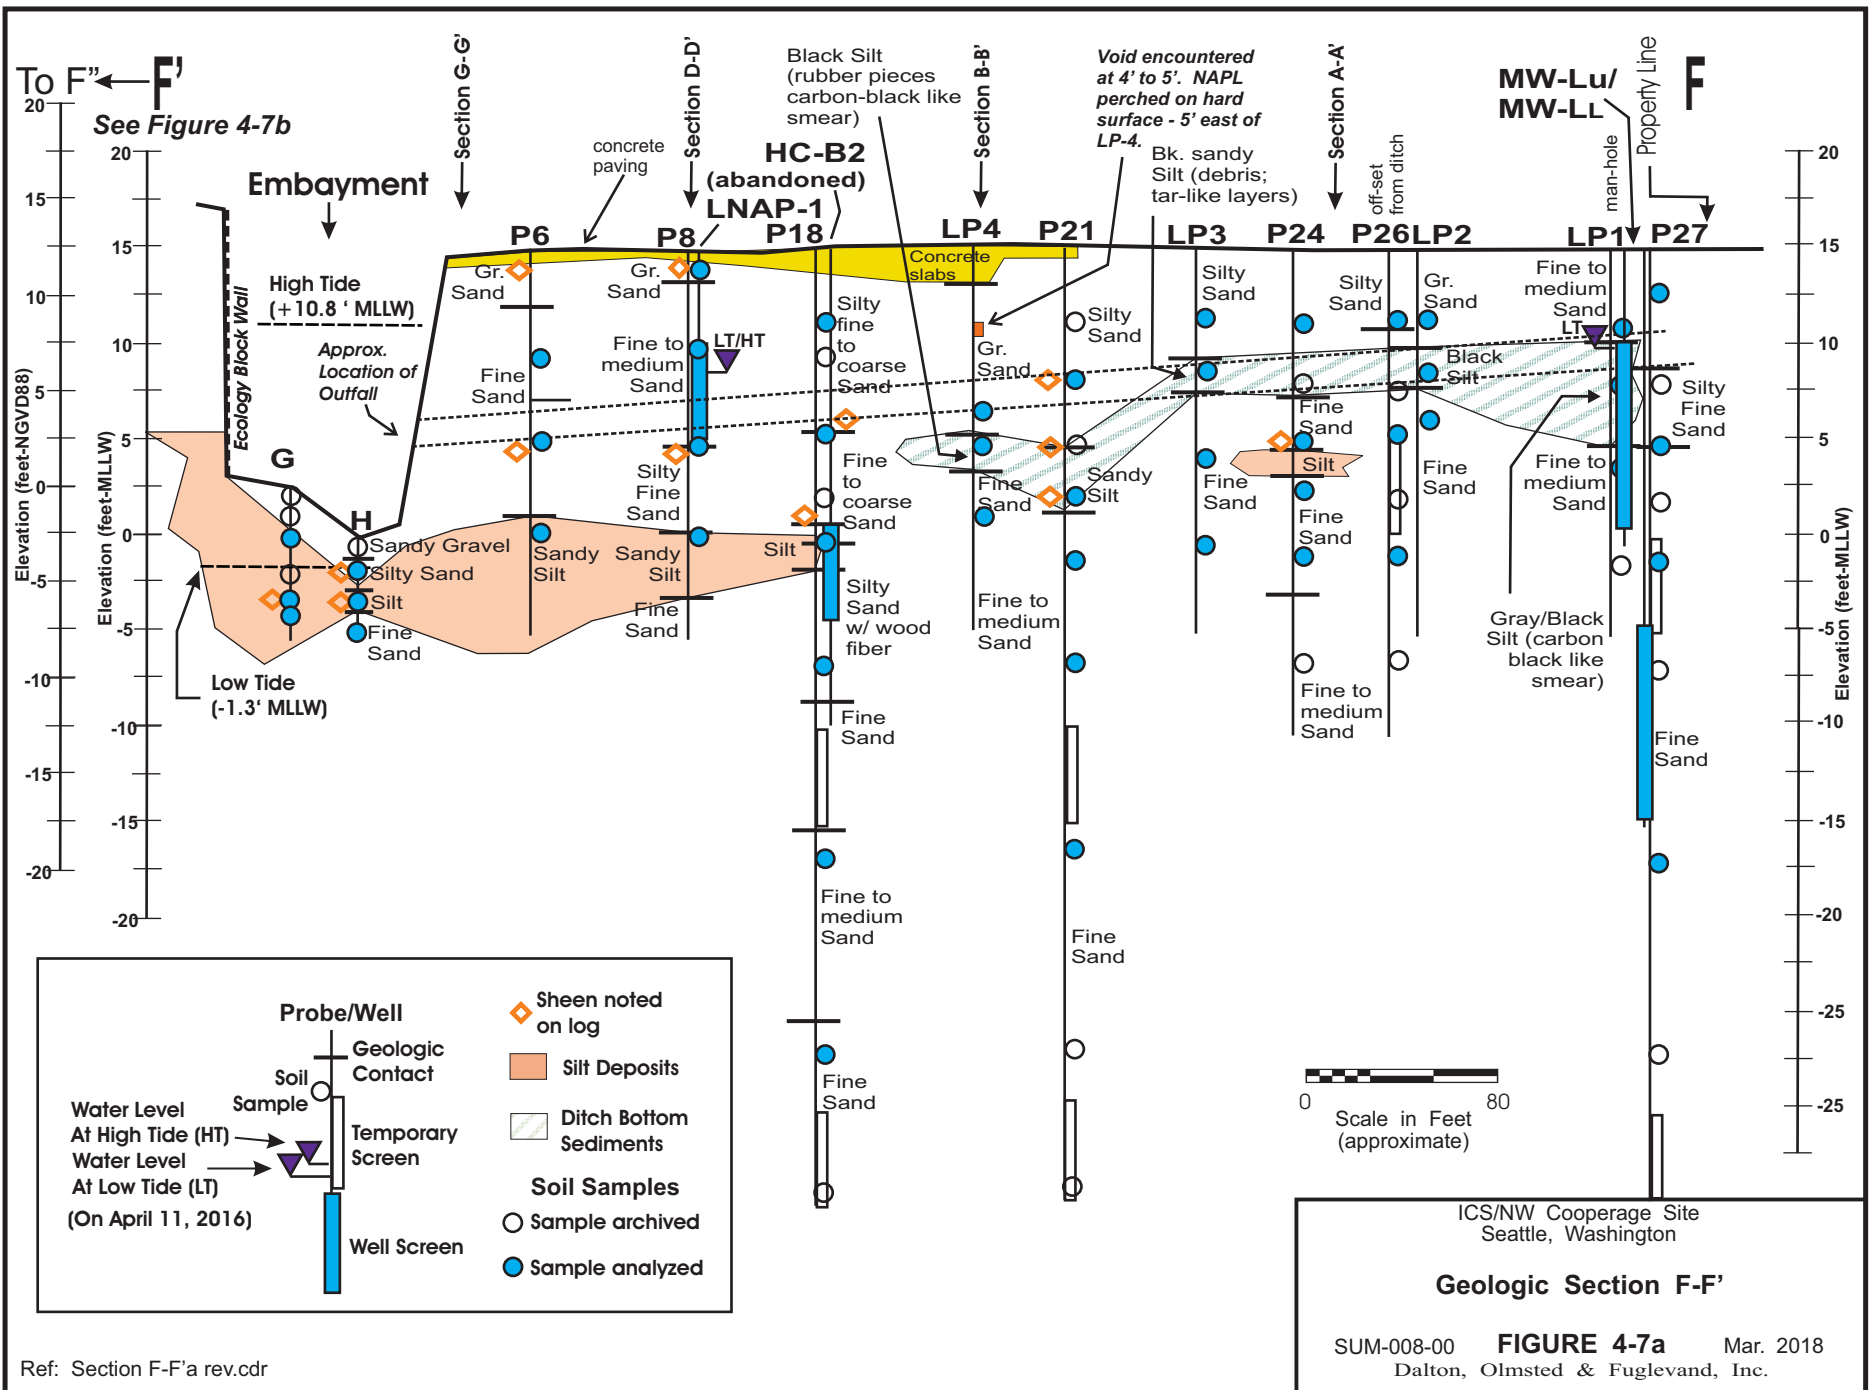 To F"
F'
See Figure 4-7b
Embayment
Section G-G'
concrete
paving
Section D-D'
Black Silt
(rubber pieces
carbon-black like
smear)
HC-B2
(abandoned)
LNAP-1
Section B-B'
Void encountered
at 4' to 5'. NAPL
perched on hard
surface - 5' east of
LP-4.
Bk. sandy
Silt (debris;
tar-like layers)
Section A-A'
off-set
from ditch
MW-Lu/
MW-LL
man-hole
Property Line
F
P6
P8
P18
LP4
P21
LP3
P24
P26
LP2
LP1
P27
Elevation (feet-NGVD88)
20
15
10
5
0
-5
-10
-15
-20
Elevation (feet-MLLW)
20
15
10
5
0
-5
-10
-15
-20
Ecology Block Wall
High Tide
(+10.8 ' MLLW)
Approx.
Location of
Outfall
G
H
Sandy Gravel
Silty Sand
Silt
Fine
Sand
Low Tide
(-1.3' MLLW)
Gr.
Sand
Fine
Sand
Sandy
Silt
Gr.
Sand
Fine to
medium
Sand
LT/HT
Silty
Fine
Sand
Sandy
Silt
Fine
Sand
Silty
fine
to
coarse
Sand
Fine
to
coarse
Sand
Silt
Silty
Sand
w/ wood
fiber
Fine
Sand
Fine to
medium
Sand
Fine
Sand
Concrete
slabs
Gr.
Sand
Fine
Sand
Fine to
medium
Sand
Silty
Sand
Sandy
Silt
Fine
Sand
Silty
Sand
Fine
Sand
Fine
Sand
Silt
Fine
Sand
Fine to
medium
Sand
Silty
Sand
Gr.
Sand
Black
Silt
Fine
Sand
Fine to
medium
Sand
LT
Fine to
medium
Sand
Gray/Black
Silt (carbon
black like
smear)
Silty
Fine
Sand
Fine
Sand
20
15
10
5
0
-5
-10
-15
-20
-25
-25
Elevation (feet-MLLW)
Probe/Well
Geologic
Contact
Soil
Sample
Water Level
At High Tide (HT)
Water Level
At Low Tide (LT)
(On April 11, 2016)
Temporary
Screen
Well Screen
Sheen noted
on log
Silt Deposits
Ditch Bottom
Sediments
Soil Samples
Sample archived
Sample analyzed
0 80
Scale in Feet
(approximate)
ICS/NW Cooperage Site
Seattle, Washington
Geologic Section F-F'
SUM-008-00 FIGURE 4-7a Mar. 2018
Dalton, Olmsted & Fuglevand, Inc.
Ref: Section F-F'a rev.cdr